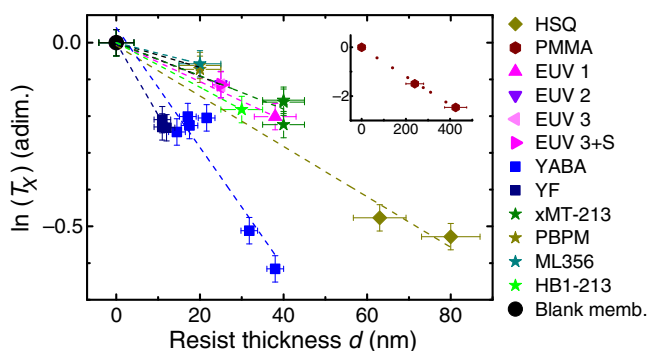 0.0
−0.5
ln (T_X) (adim.)
0 20 40 60 80
Resist thickness d (nm)
0
−2
0 200 400
HSQ
PMMA
EUV 1
EUV 2
EUV 3
EUV 3+S
YABA
YF
xMT-213
PBPM
ML356
HB1-213
Blank memb.